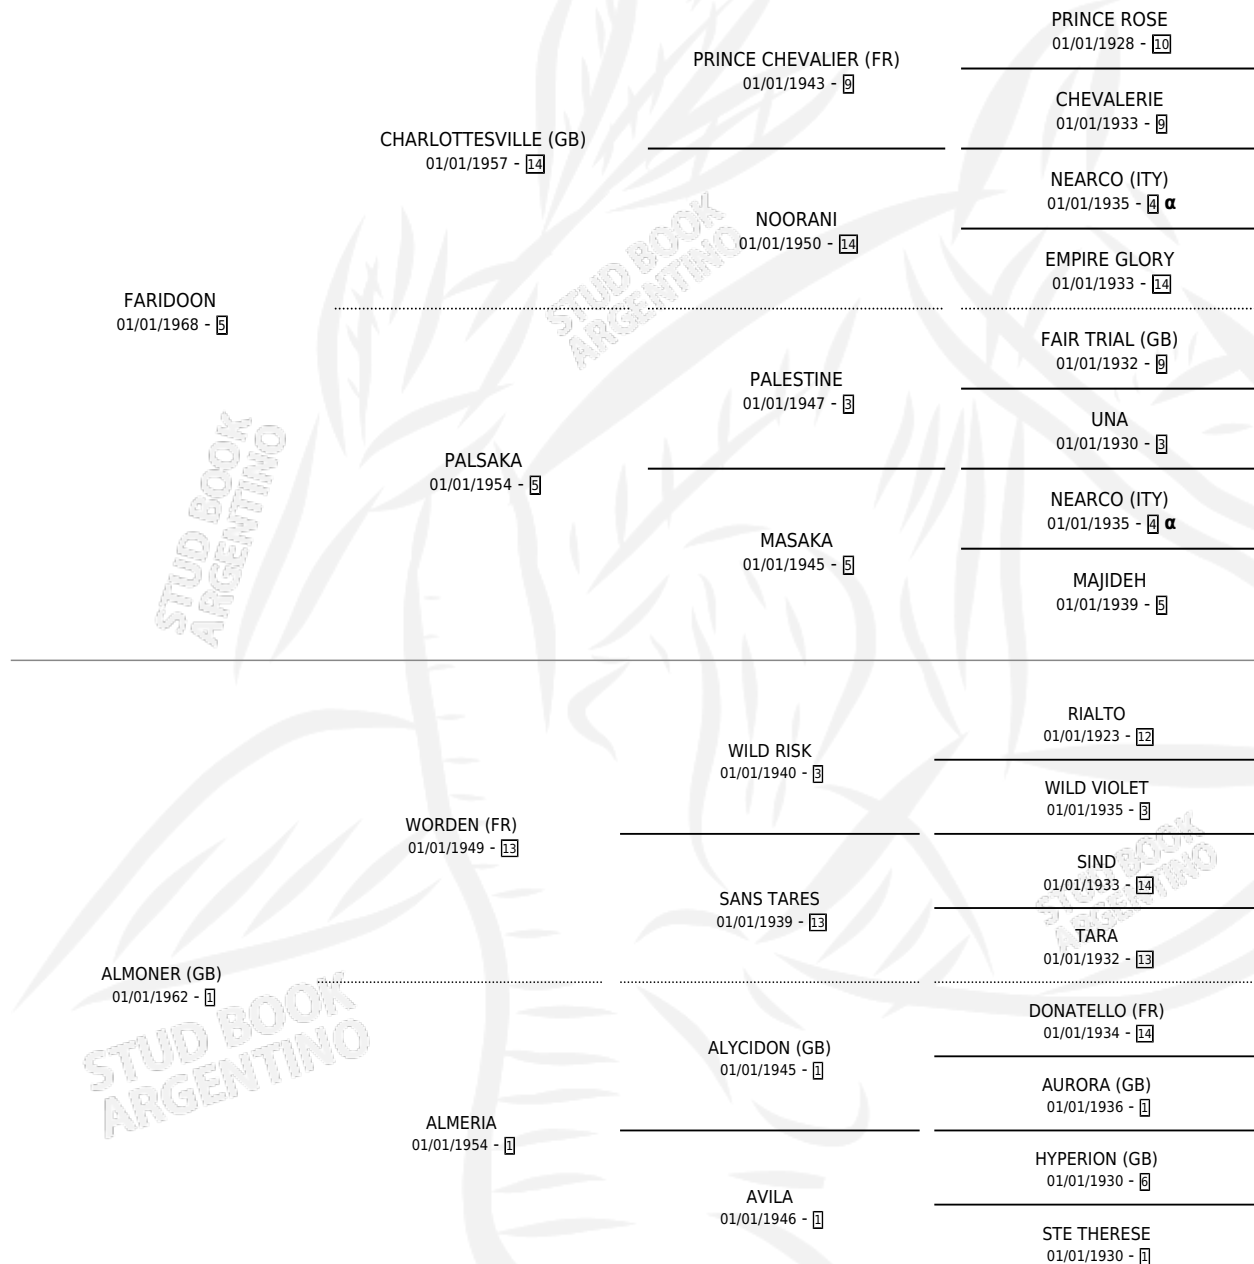 PRINCE ROSE
01/01/1928 - 10
PRINCE CHEVALIER (FR)
01/01/1943 - 9
CHEVALERIE
01/01/1933 - 9
CHARLOTTESVILLE (GB)
01/01/1957 - 14
NEARCO (ITY)
01/01/1935 - 4 α
NOORANI
01/01/1950 - 14
EMPIRE GLORY
01/01/1933 - 14
STUD BOOK
ARGENTINO
FARIDOON
01/01/1968 - 5
FAIR TRIAL (GB)
01/01/1932 - 9
PALESTINE
01/01/1947 - 3
UNA
01/01/1930 - 3
PALSAKA
01/01/1954 - 5
NEARCO (ITY)
01/01/1935 - 4 α
MASAKA
01/01/1945 - 5
MAJIDEH
01/01/1939 - 5
STUD BOOK
ARGENTINO
RIALTO
01/01/1923 - 12
WILD RISK
01/01/1940 - 3
WILD VIOLET
01/01/1935 - 3
WORDEN (FR)
01/01/1949 - 13
SIND
01/01/1933 - 14
SANS TARES
01/01/1939 - 13
TARA
01/01/1932 - 13
STUD BOOK
ARGENTINO
ALMONER (GB)
01/01/1962 - 1
DONATELLO (FR)
01/01/1934 - 14
ALYCIDON (GB)
01/01/1945 - 1
AURORA (GB)
01/01/1936 - 1
ALMERIA
01/01/1954 - 1
HYPERION (GB)
01/01/1930 - 6
AVILA
01/01/1946 - 1
STE THERESE
01/01/1930 - 1
STUD BOOK
ARGENTINO